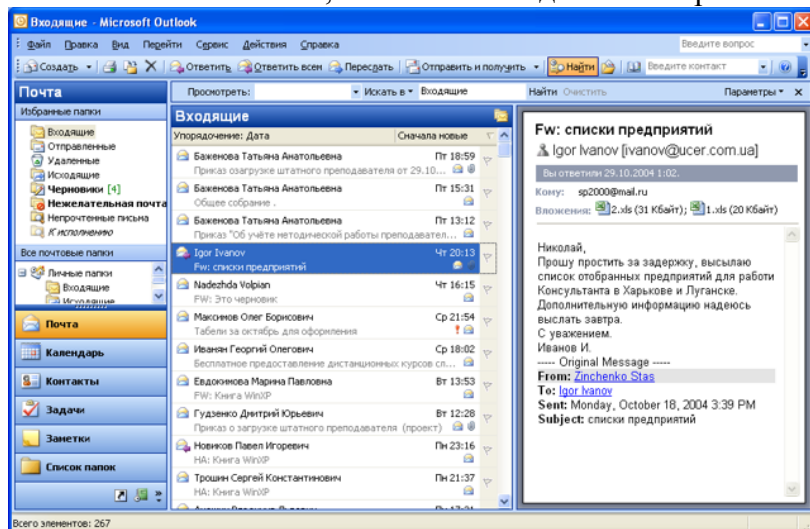 Входящие - Microsoft Outlook
Файл Правка Вид Перейти Сервис Действия Справка Введите вопрос
Создать Ответить Ответить всем Переслать Отправить и получить Найти Введите контакт
Почта
Просмотреть: Искать в Входящие Найти Очистить Параметры
Избранные папки
Входящие
Отправленные
Удаленные
Исходящие
Черновики [4]
Нежелательная почта
Непрочтенные письма
К исполнению
Все почтовые папки
Личные папки
Входящие
Исходящие
Почта
Календарь
Контакты
Задачи
Заметки
Список папок
Всего элементов: 267
Входящие
Упорядочение: Дата Сначала новые
Баженова Татьяна Анатольевна Пт 18:59
Приказ озагрузке штатного преподавателя от 29.10...
Баженова Татьяна Анатольевна Пт 15:31
Общее собрание .
Баженова Татьяна Анатольевна Пт 13:12
Приказ "Об учёте методической работы преподавател...
Igor Ivanov Чт 20:13
Fw: списки предприятий
Nadezhda Volpian Чт 16:15
FW: Это черновик
Максимов Олег Борисович Ср 21:54
Табели за октябрь для оформления
Иванян Георгий Олегович Ср 18:02
Бесплатное предоставление дистанционных курсов сл...
Евдокимова Марина Павловна Вт 13:53
FW: Книга WinXP
Гудзенко Дмитрий Юрьевич Вт 12:28
Приказ о загрузке штатного преподавателя (проект)
Новиков Павел Игоревич Пн 23:16
HA: Книга WinXP
Трошин Сергей Константинович Пн 21:37
HA: Книга WinXP
Fw: списки предприятий
Igor Ivanov [ivanov@ucer.com.ua]
Вы ответили 29.10.2004 1:02.
Кому: sp2000@mail.ru
Вложения: 2.xls (31 Кбайт); 1.xls (20 Кбайт)
Николай,
Прошу простить за задержку, высылаю
список отобранных предприятий для работы
Консультанта в Харькове и Луганске.
Дополнительную информацию надеюсь
выслать завтра.
С уважением.
Иванов И.
----- Original Message -----
From: Zinchenko Stas
To: Igor Ivanov
Sent: Monday, October 18, 2004 3:39 PM
Subject: списки предприятий